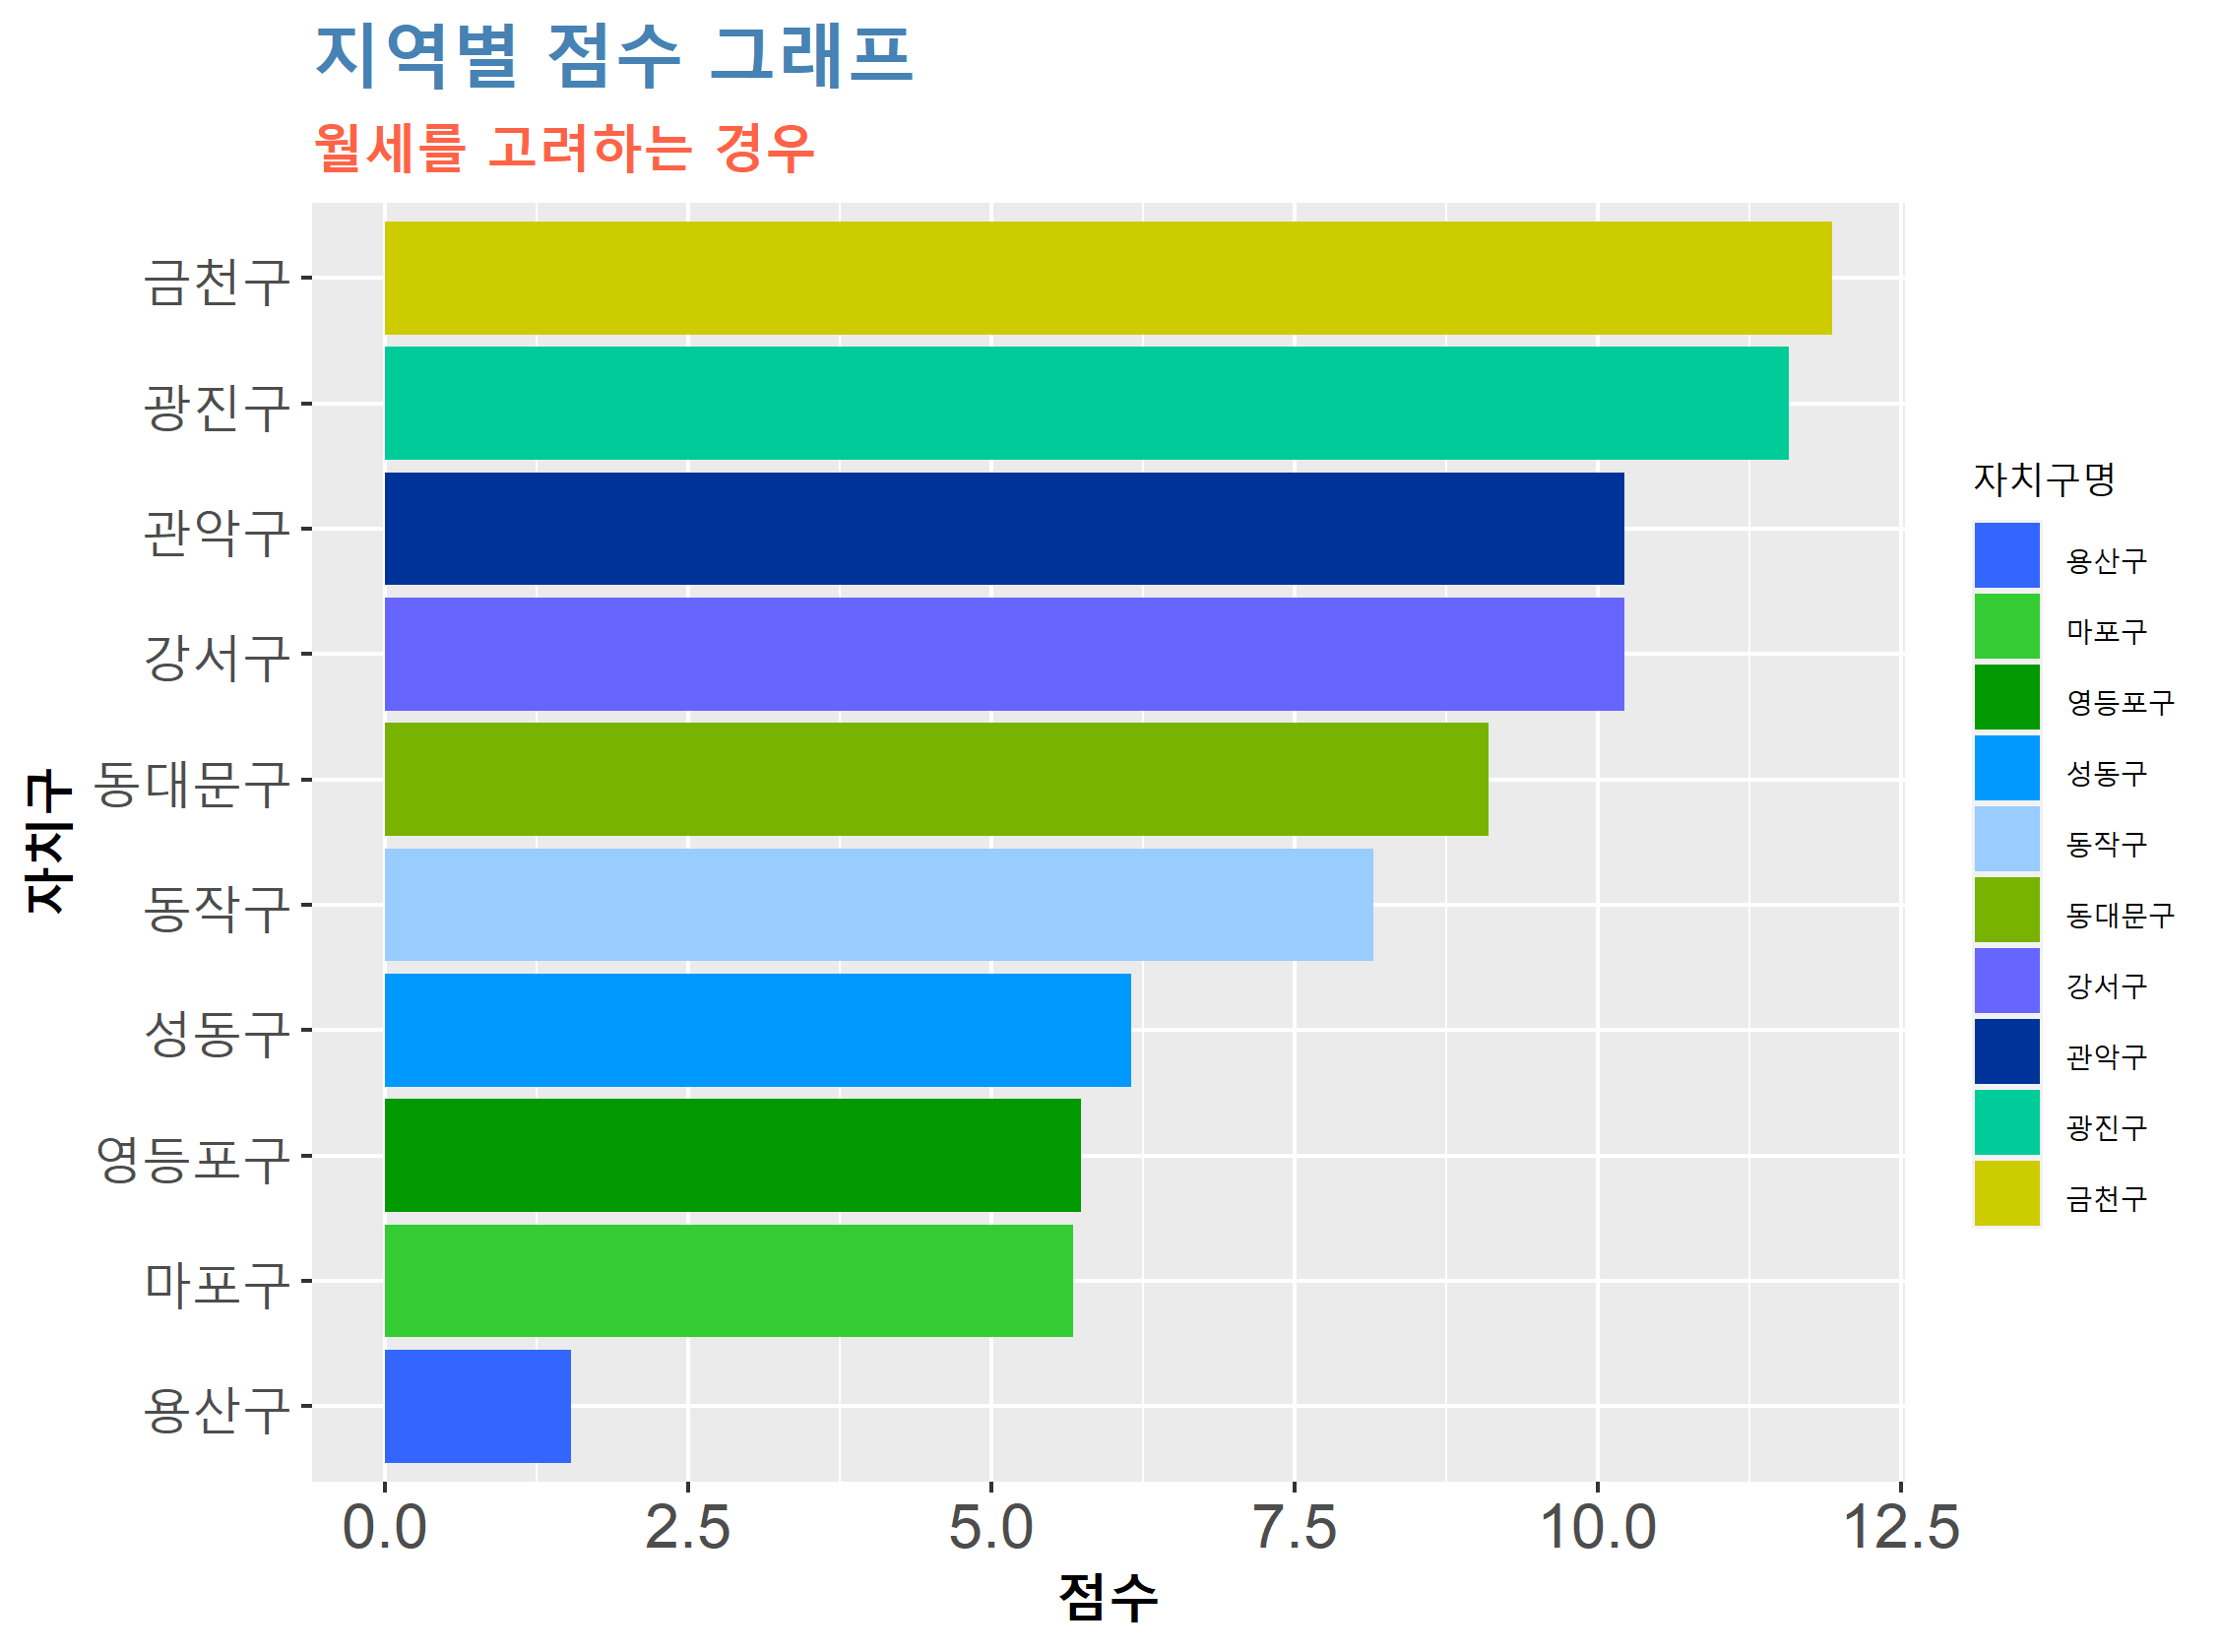 지역별 점수 그래프
월세를 고려하는 경우
자치구
금천구
광진구
관악구
강서구
동대문구
동작구
성동구
영등포구
마포구
용산구
0.0 2.5 5.0 7.5 10.0 12.5
점수
자치구명
용산구
마포구
영등포구
성동구
동작구
동대문구
강서구
관악구
광진구
금천구